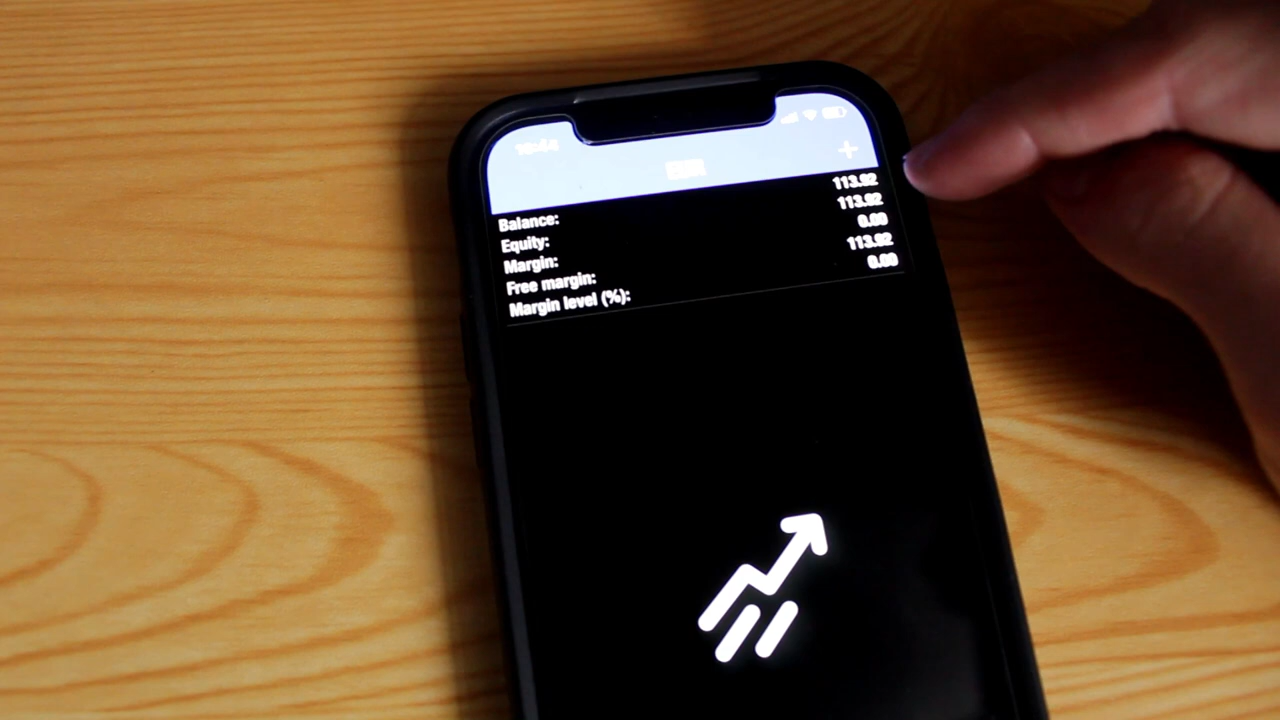 Balance: 113.92
Equity: 113.92
Margin: 0.00
Free margin: 113.92
Margin level (%): 0.00